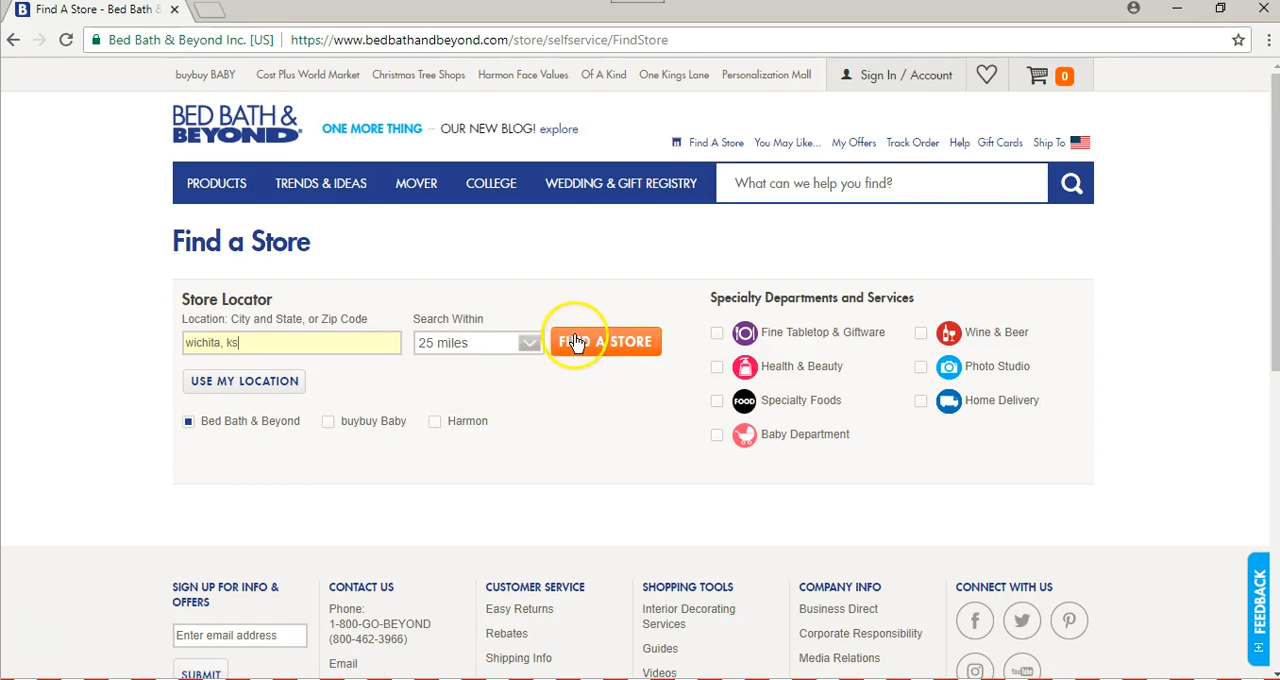 Find A Store - Bed Bath &
Bed Bath & Beyond Inc. [US] https://www.bedbathandbeyond.com/store/selfservice/FindStore
buybuy BABY Cost Plus World Market Christmas Tree Shops Harmon Face Values Of A Kind One Kings Lane Personalization Mall Sign In / Account 0
BED BATH &
BEYOND
ONE MORE THING – OUR NEW BLOG! explore
Find A Store You May Like... My Offers Track Order Help Gift Cards Ship To
PRODUCTS TRENDS & IDEAS MOVER COLLEGE WEDDING & GIFT REGISTRY What can we help you find?
Find a Store
Store Locator
Location: City and State, or Zip Code Search Within
wichita, ks 25 miles FIND A STORE
USE MY LOCATION
Bed Bath & Beyond buybuy Baby Harmon
Specialty Departments and Services
Fine Tabletop & Giftware Wine & Beer
Health & Beauty Photo Studio
FOOD Specialty Foods Home Delivery
Baby Department
SIGN UP FOR INFO &
OFFERS
Enter email address
SUBMIT
CONTACT US
Phone:
1-800-GO-BEYOND
(800-462-3966)
Email
CUSTOMER SERVICE
Easy Returns
Rebates
Shipping Info
SHOPPING TOOLS
Interior Decorating
Services
Guides
Videos
COMPANY INFO
Business Direct
Corporate Responsibility
Media Relations
CONNECT WITH US
You Tube
[+] FEEDBACK